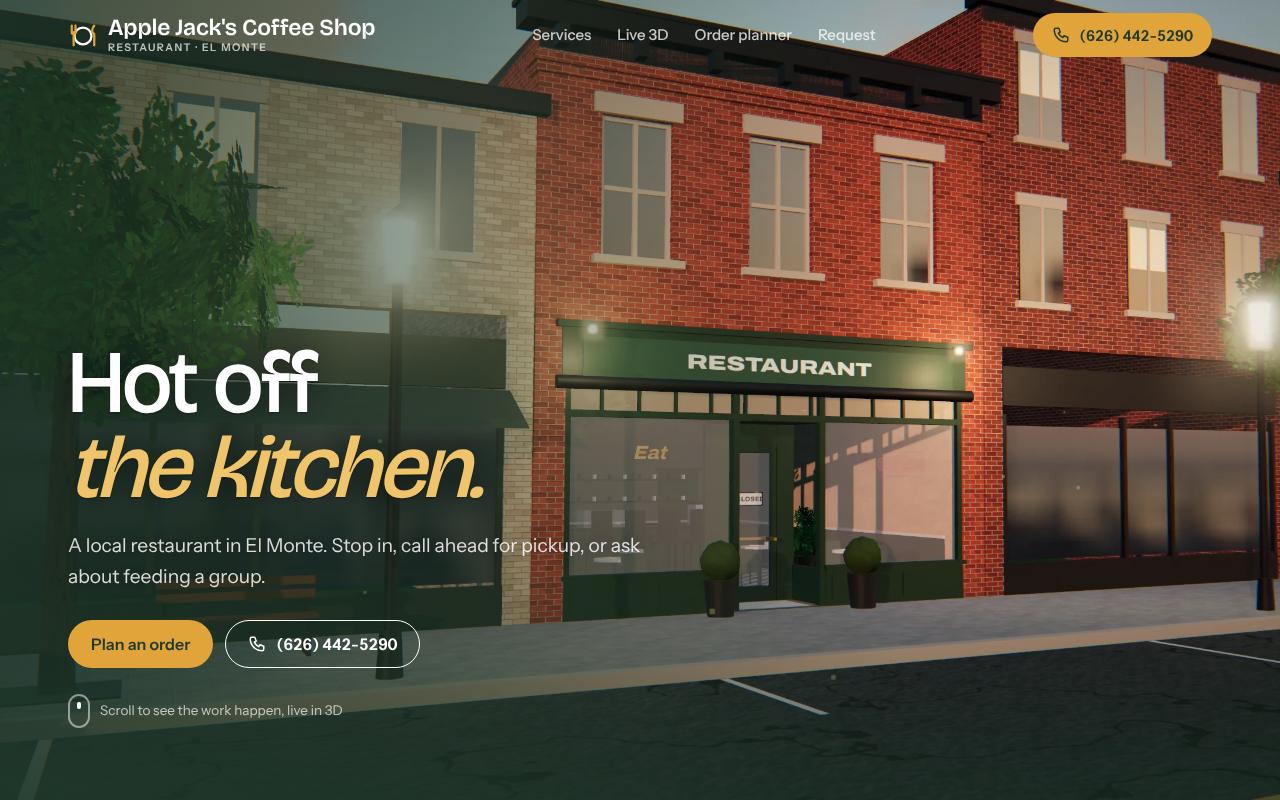 Apple Jack's Coffee Shop
RESTAURANT · EL MONTE
Services
Live 3D
Order planner
Request
(626) 442-5290
RESTAURANT
Eat
Hot off
the kitchen.
A local restaurant in El Monte. Stop in, call ahead for pickup, or ask
about feeding a group.
Plan an order
(626) 442-5290
Scroll to see the work happen, live in 3D